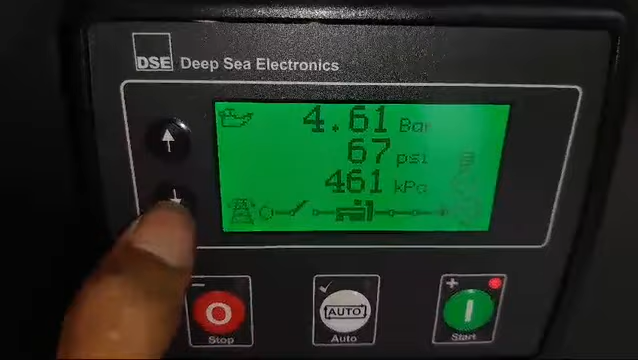 DSE Deep Sea Electronics
4.61 Bar
67 psi
461 kPa
O AUTO I
Stop Auto Start